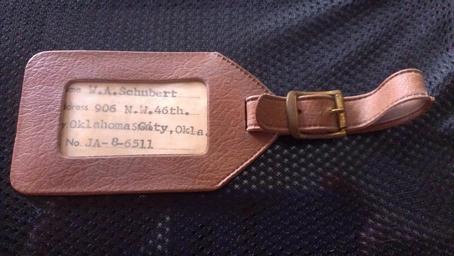 me W.A.Schubert
dress 906 N.W.46th.
Oklahoma City,Okla.
No. JA-8-6511